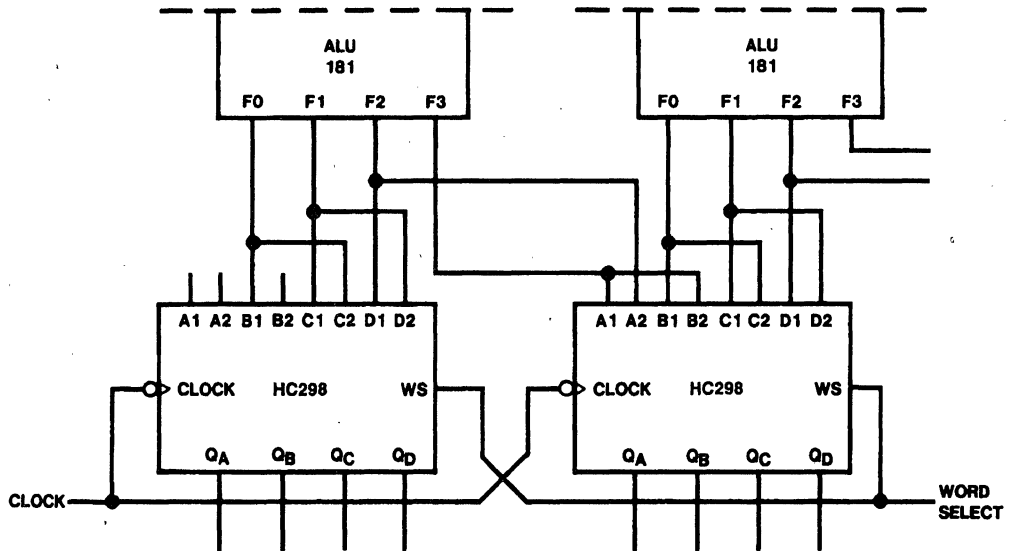 ALU ALU
181 181
F0 F1 F2 F3 F0 F1 F2 F3
A1 A2 B1 B2 C1 C2 D1 D2 A1 A2 B1 B2 C1 C2 D1 D2
CLOCK HC298 WS CLOCK HC298 WS
QA QB QC QD QA QB QC QD
CLOCK WORD
SELECT